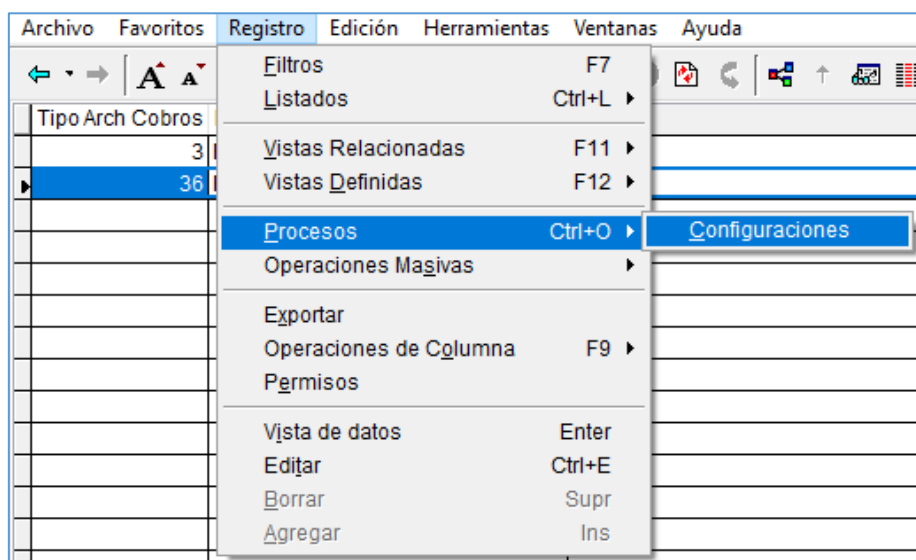 Archivo Favoritos Registro Edición Herramientas Ventanas Ayuda
A A
Tipo Arch Cobros
3
36
Filtros F7
Listados Ctrl+L
Vistas Relacionadas F11
Vistas Definidas F12
Procesos Ctrl+O
Configuraciones
Operaciones Masivas
Exportar
Operaciones de Columna F9
Permisos
Vista de datos Enter
Editar Ctrl+E
Borrar Supr
Agregar Ins